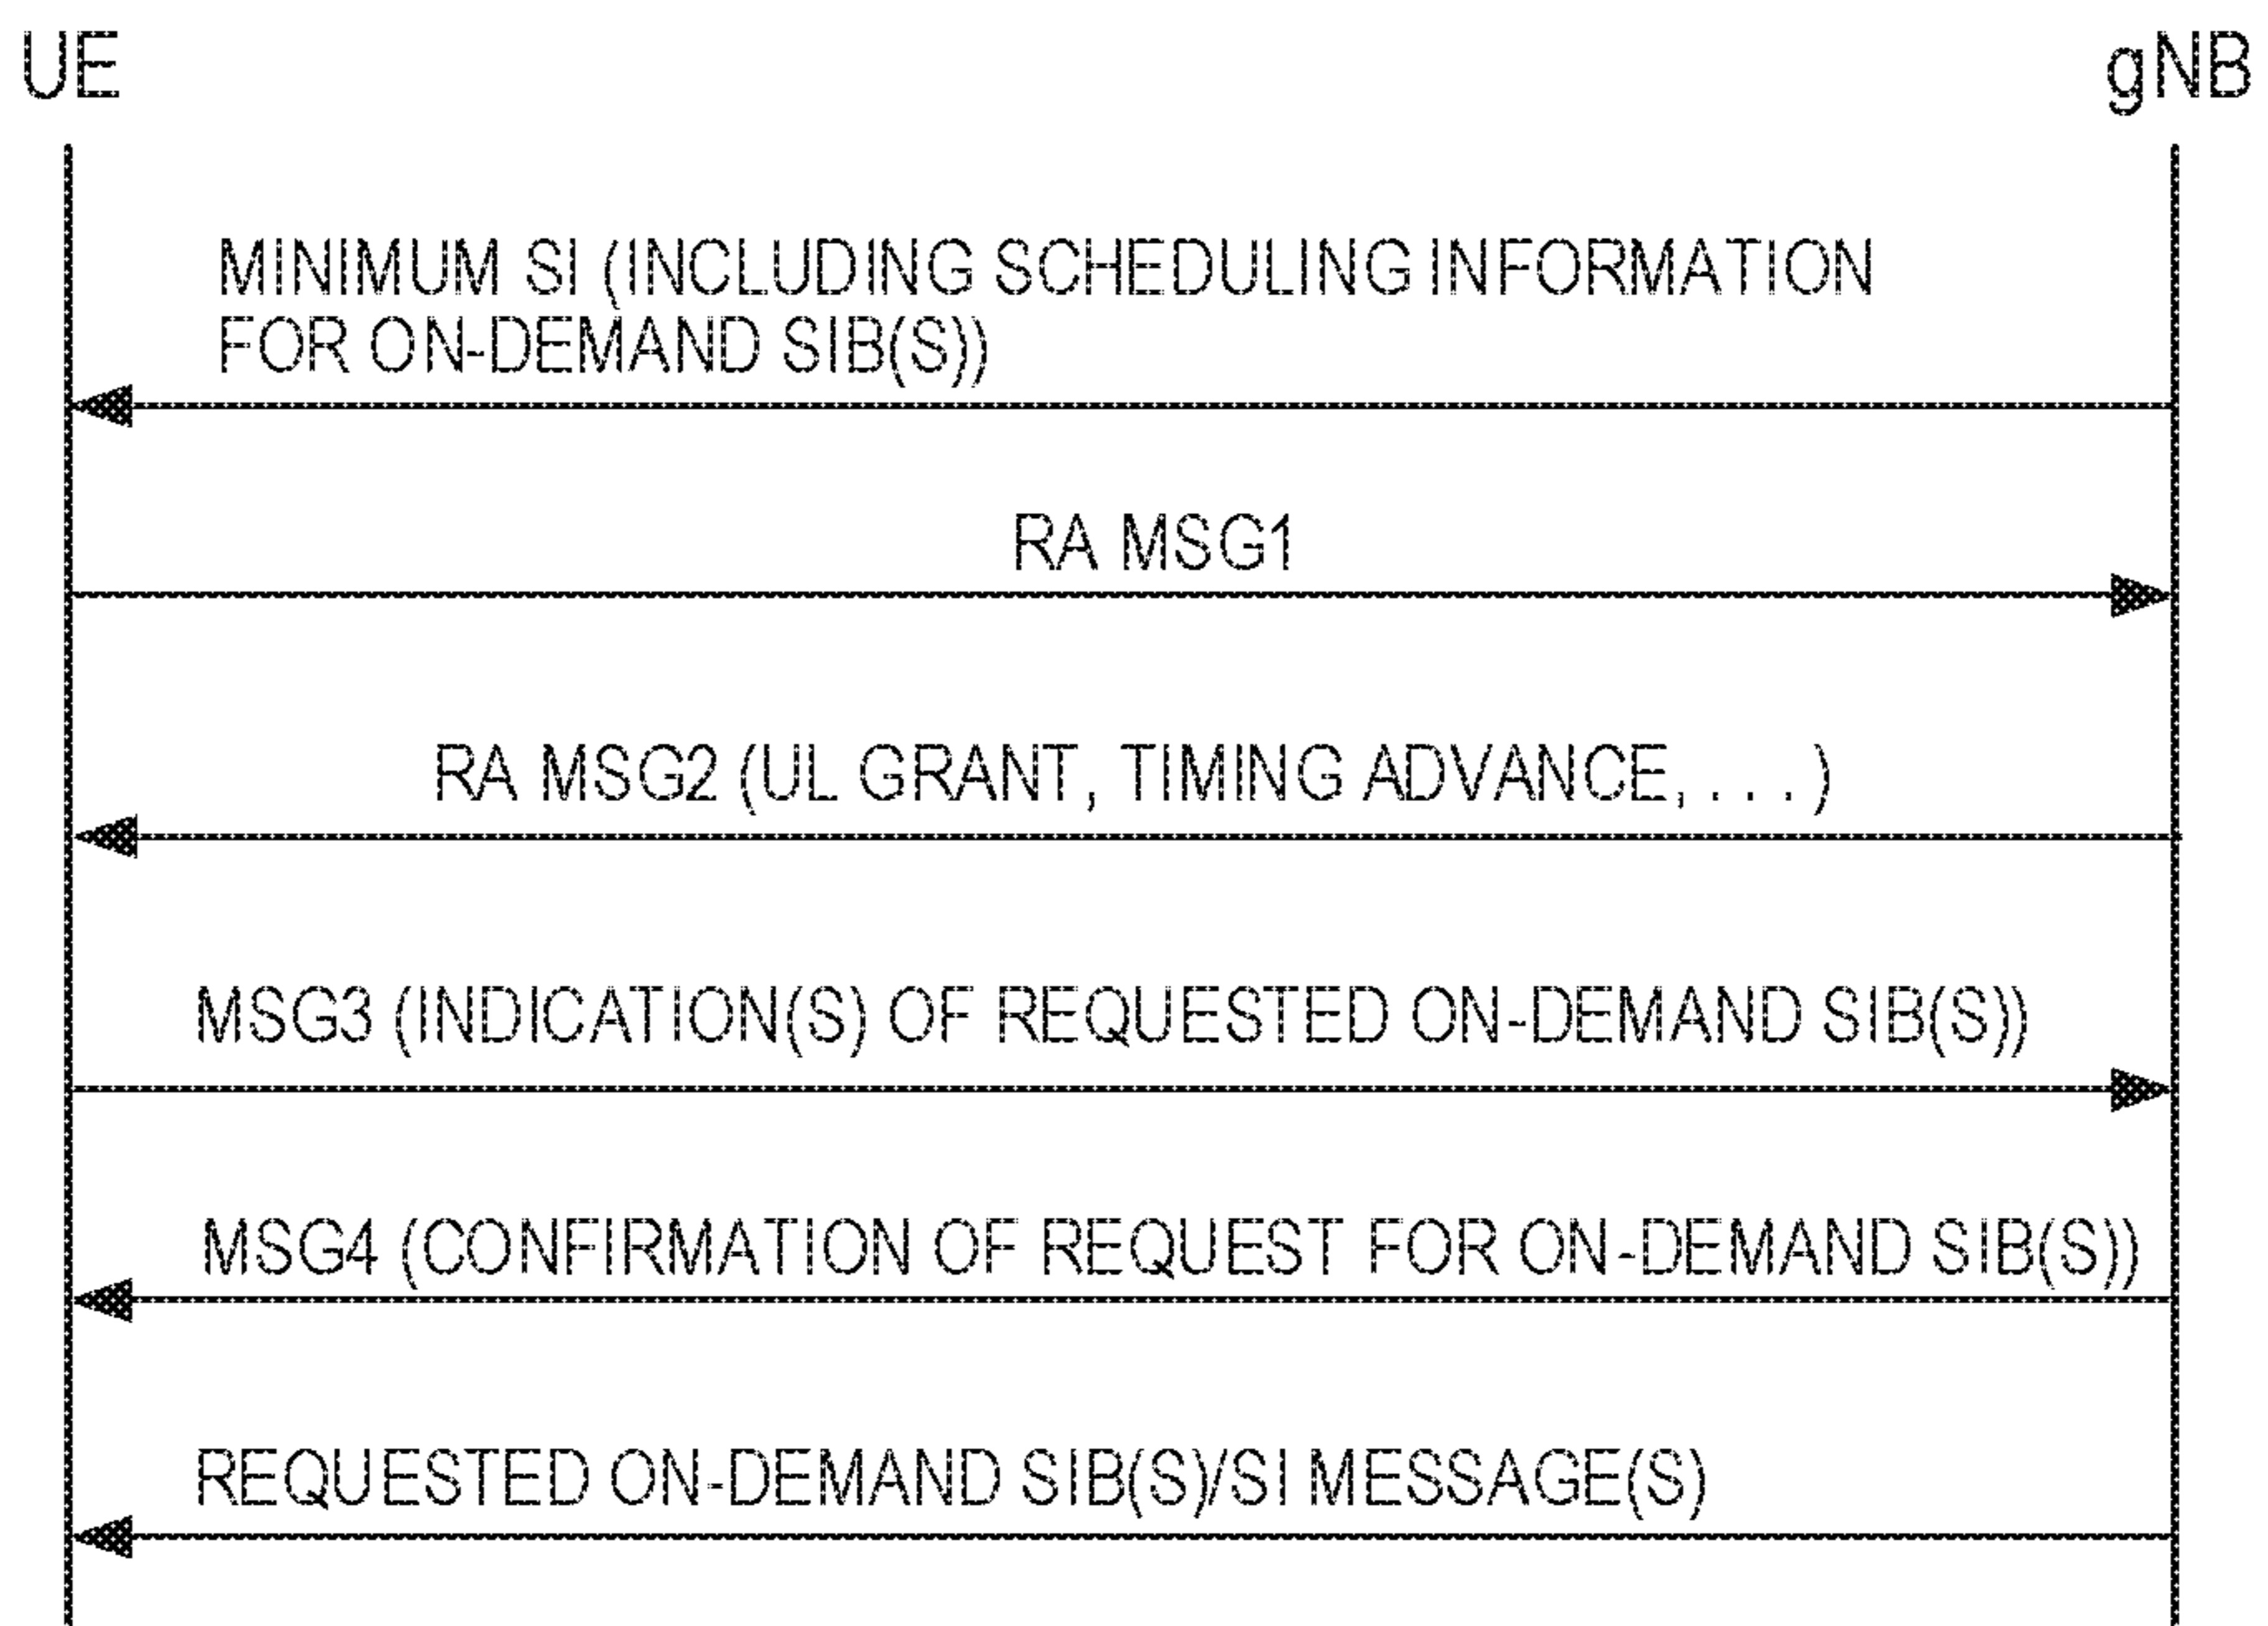 UE
gNB
MINIMUM SI (INCLUDING SCHEDULING INFORMATION
FOR ON-DEMAND SIB(S))
RA MSG1
RA MSG2 (UL GRANT, TIMING ADVANCE, . . . )
MSG3 (INDICATION(S) OF REQUESTED ON-DEMAND SIB(S))
MSG4 (CONFIRMATION OF REQUEST FOR ON-DEMAND SIB(S))
REQUESTED ON-DEMAND SIB(S)/SI MESSAGE(S)